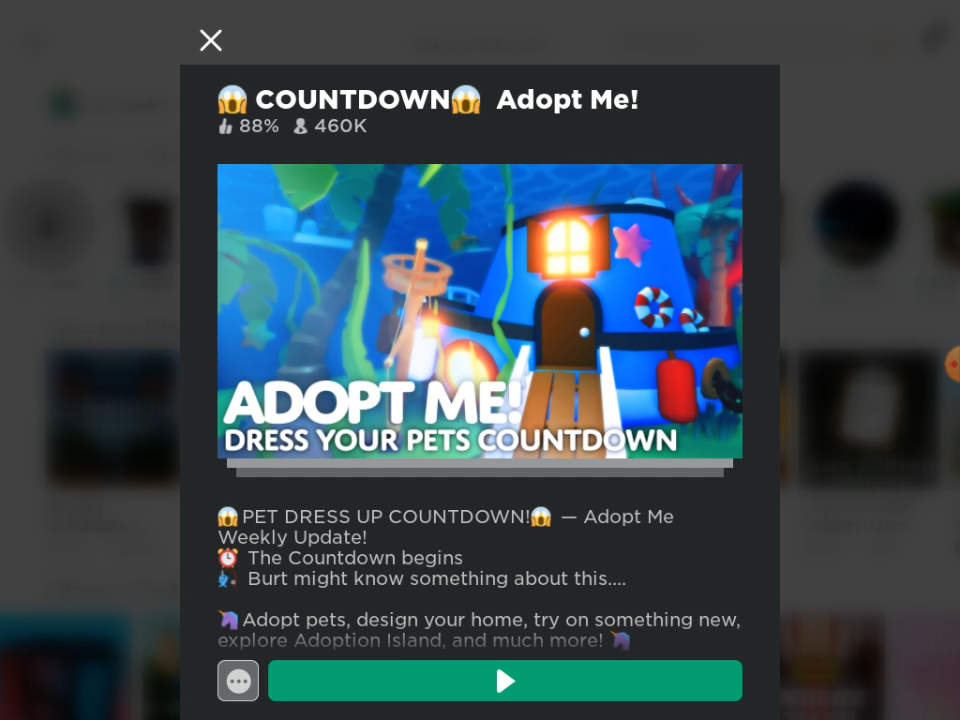 😱 COUNTDOWN😱 Adopt Me!
88% 460K
ADOPT ME!
DRESS YOUR PETS COUNTDOWN
😱PET DRESS UP COUNTDOWN!😱 — Adopt Me
Weekly Update!
⏰ The Countdown begins
🎣 Burt might know something about this....
🦄Adopt pets, design your home, try on something new,
explore Adoption Island, and much more! 🦄